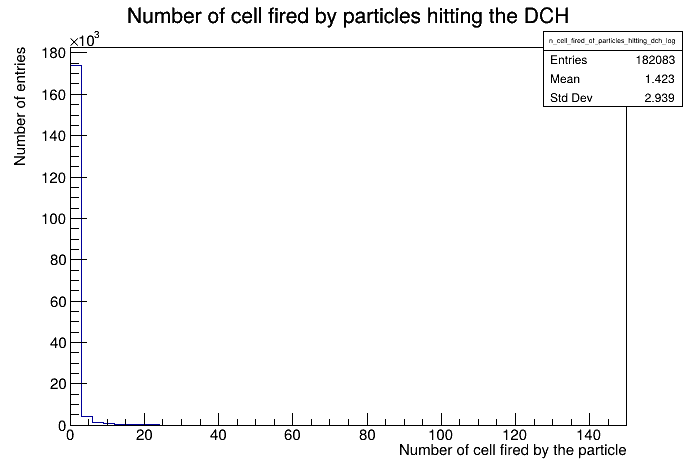 Number of cell fired by particles hitting the DCH
n_cell_fired_of_particles_hitting_dch_log
Entries 182083
Mean 1.423
Std Dev 2.939
×10³
Number of entries
180
160
140
120
100
80
60
40
20
0
0 20 40 60 80 100 120 140
Number of cell fired by the particle